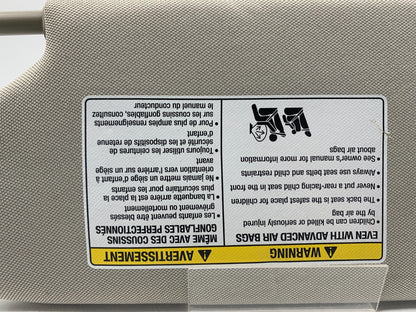 WARNING
EVEN WITH ADVANCED AIR BAGS
• Children can be killed or seriously injured
by the air bag
• The back seat is the safest place for children
• Never put a rear-facing child seat in the front
• Always use seat belts and child restraints
• See owner's manual for more information
about air bags
AVERTISSEMENT
MÊME AVEC DES COUSSINS
GONFLABLES PERFECTIONNÉS
• Les enfants peuvent être blessés
grièvement ou mortellement
• La banquette arrière est la place la
plus sécuritaire pour les enfants
• Ne jamais mettre un siège d'enfant à
orientation vers l'arrière sur un siège
avant
• Toujours utiliser les ceintures de
sécurité et les dispositifs de retenue
d'enfant
• Pour de plus amples renseignements
sur les coussins gonflables, consultez
le manuel du conducteur